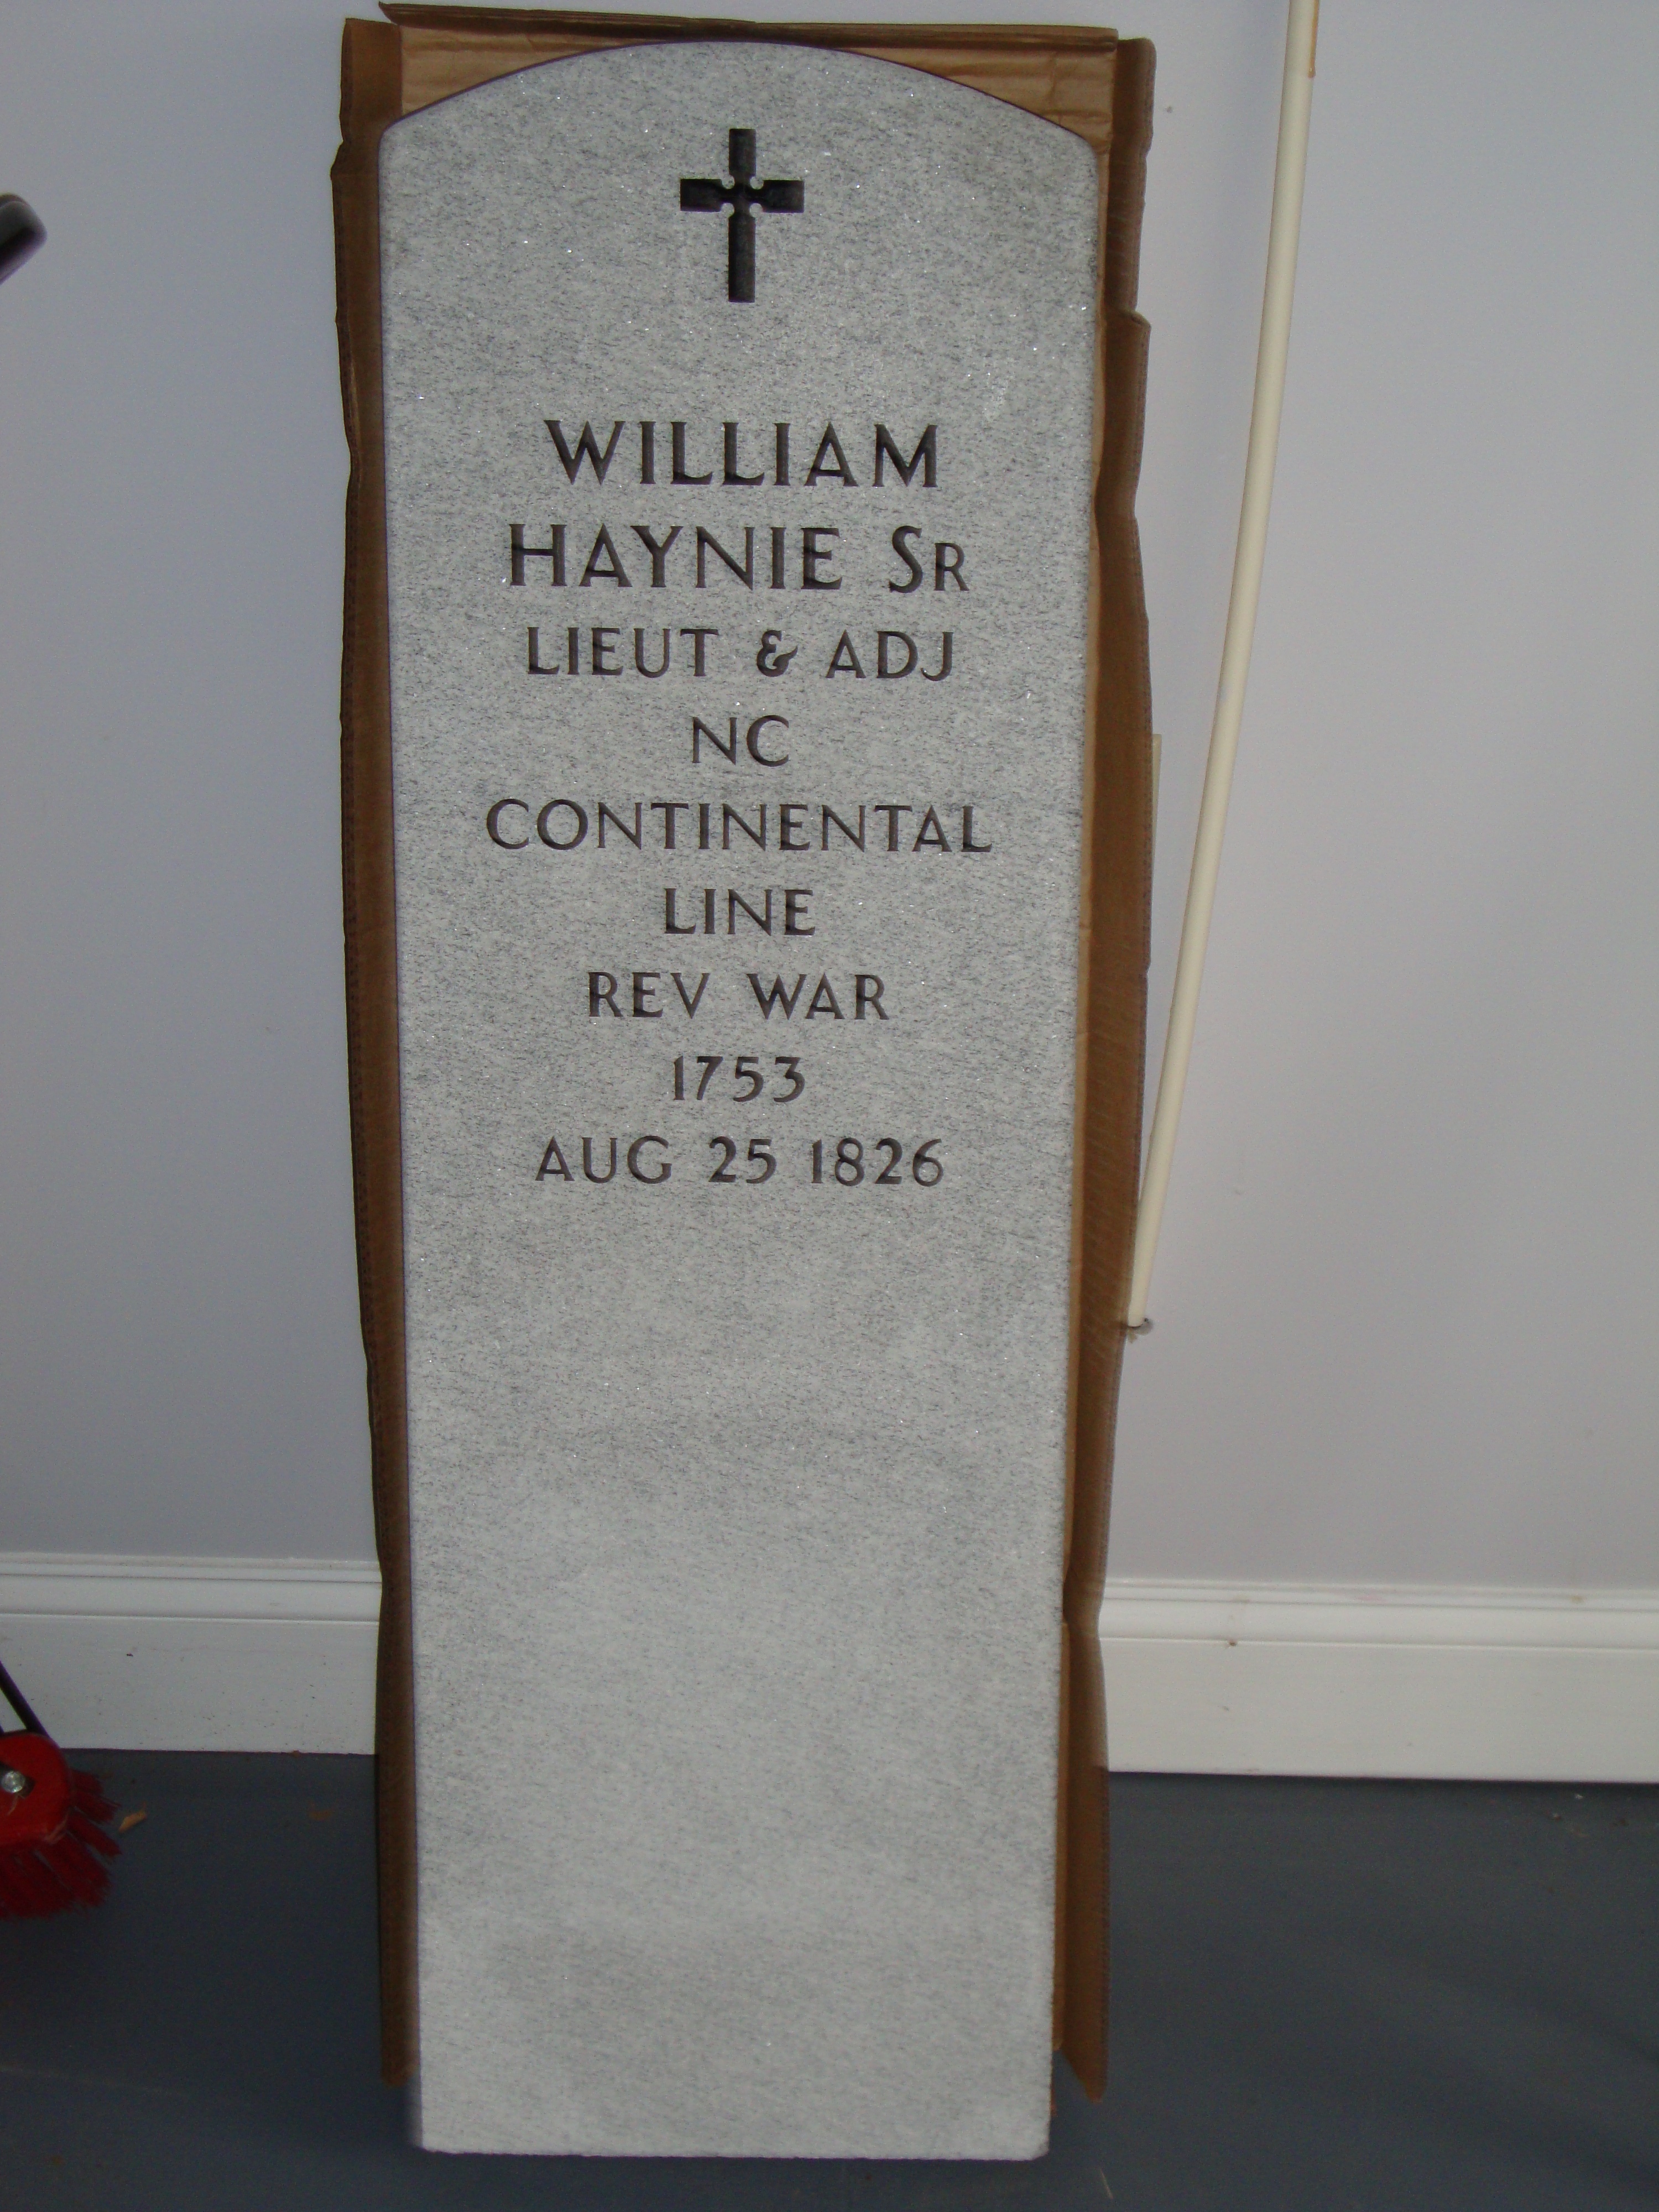 WILLIAM
HAYNIE SR
LIEUT & ADJ
NC
CONTINENTAL
LINE
REV WAR
1753
AUG 25 1826